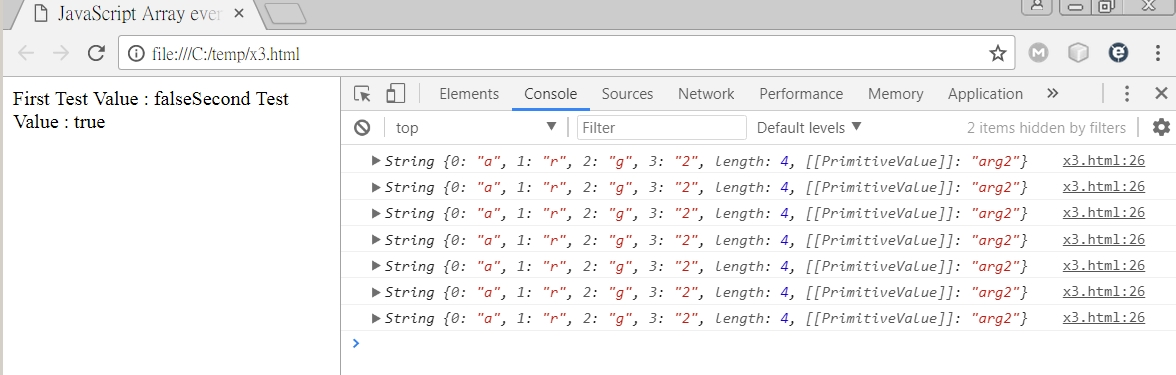 JavaScript Array ever
file:///C:/temp/x3.html
First Test Value : falseSecond Test
Value : true
Elements Console Sources Network Performance Memory Application »
top Filter Default levels 2 items hidden by filters
String {0: "a", 1: "r", 2: "g", 3: "2", length: 4, [[PrimitiveValue]]: "arg2"} x3.html:26
String {0: "a", 1: "r", 2: "g", 3: "2", length: 4, [[PrimitiveValue]]: "arg2"} x3.html:26
String {0: "a", 1: "r", 2: "g", 3: "2", length: 4, [[PrimitiveValue]]: "arg2"} x3.html:26
String {0: "a", 1: "r", 2: "g", 3: "2", length: 4, [[PrimitiveValue]]: "arg2"} x3.html:26
String {0: "a", 1: "r", 2: "g", 3: "2", length: 4, [[PrimitiveValue]]: "arg2"} x3.html:26
String {0: "a", 1: "r", 2: "g", 3: "2", length: 4, [[PrimitiveValue]]: "arg2"} x3.html:26
String {0: "a", 1: "r", 2: "g", 3: "2", length: 4, [[PrimitiveValue]]: "arg2"} x3.html:26